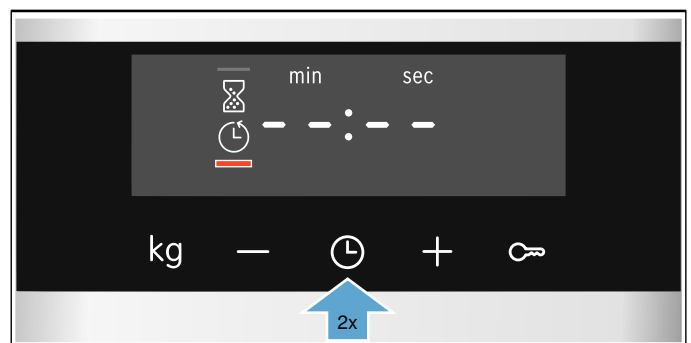 min sec
--:--
kg − +
2x